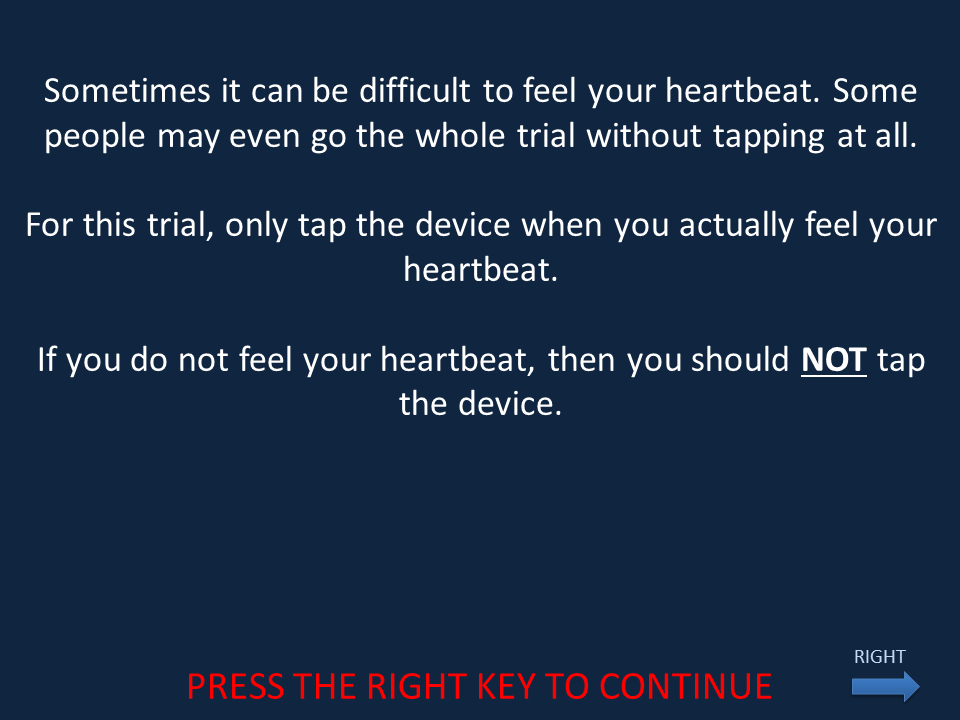 Sometimes it can be difficult to feel your heartbeat. Some
people may even go the whole trial without tapping at all.
For this trial, only tap the device when you actually feel your
heartbeat.
If you do not feel your heartbeat, then you should NOT tap
the device.
RIGHT
PRESS THE RIGHT KEY TO CONTINUE